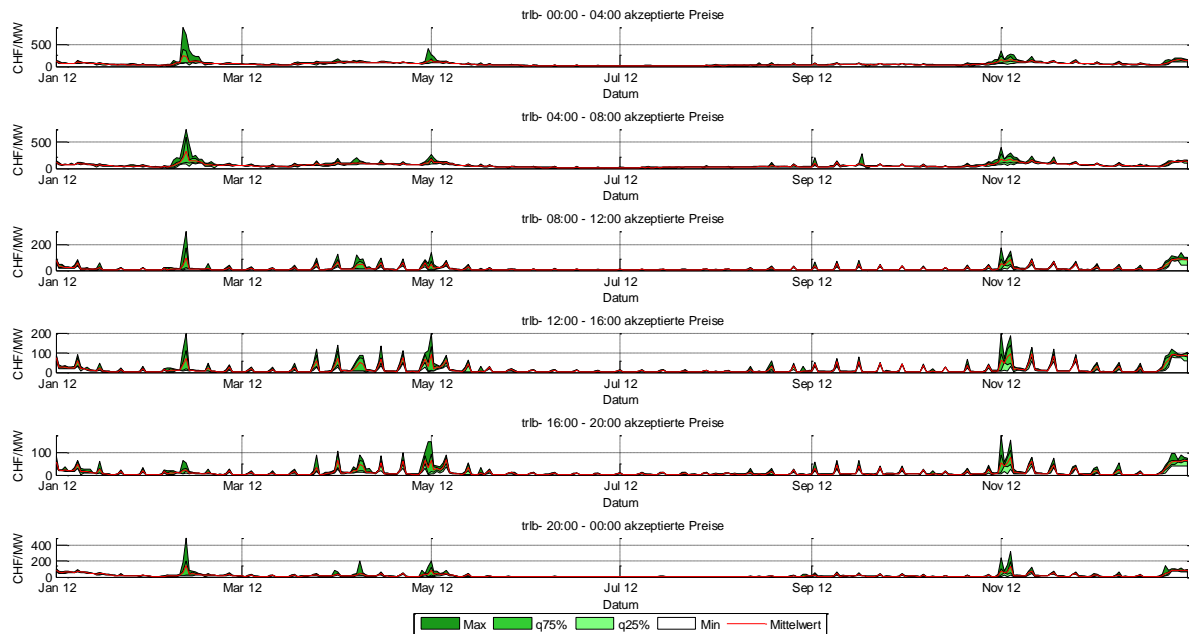 trlb- 00:00 - 04:00 akzeptierte Preise
CHF/MW
500
0
Jan 12 Mar 12 May 12 Jul 12 Sep 12 Nov 12
Datum
trlb- 04:00 - 08:00 akzeptierte Preise
CHF/MW
500
0
Jan 12 Mar 12 May 12 Jul 12 Sep 12 Nov 12
Datum
trlb- 08:00 - 12:00 akzeptierte Preise
CHF/MW
200
0
Jan 12 Mar 12 May 12 Jul 12 Sep 12 Nov 12
Datum
trlb- 12:00 - 16:00 akzeptierte Preise
CHF/MW
200
100
0
Jan 12 Mar 12 May 12 Jul 12 Sep 12 Nov 12
Datum
trlb- 16:00 - 20:00 akzeptierte Preise
CHF/MW
100
0
Jan 12 Mar 12 May 12 Jul 12 Sep 12 Nov 12
Datum
trlb- 20:00 - 00:00 akzeptierte Preise
CHF/MW
400
200
0
Jan 12 Mar 12 May 12 Jul 12 Sep 12 Nov 12
Datum
Max q75% q25% Min Mittelwert